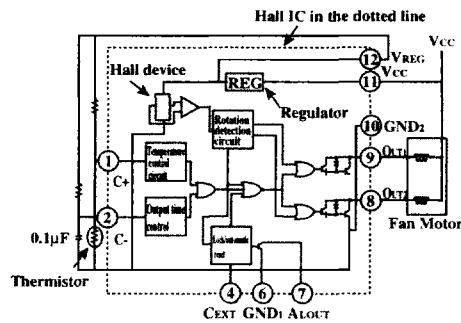 Hall IC in the dotted line
VCC
12 VREG
Hall device
REG
11 VCC
Regulator
10 GND2
Rotation
detection
circuit
9 OUT1
1
C+
Temperature
control
circuit
8 OUT2
Fan Motor
2
C-
Output
control
0.1μF
Thermistor
4
6
7
CEXT GND1 ALOUT